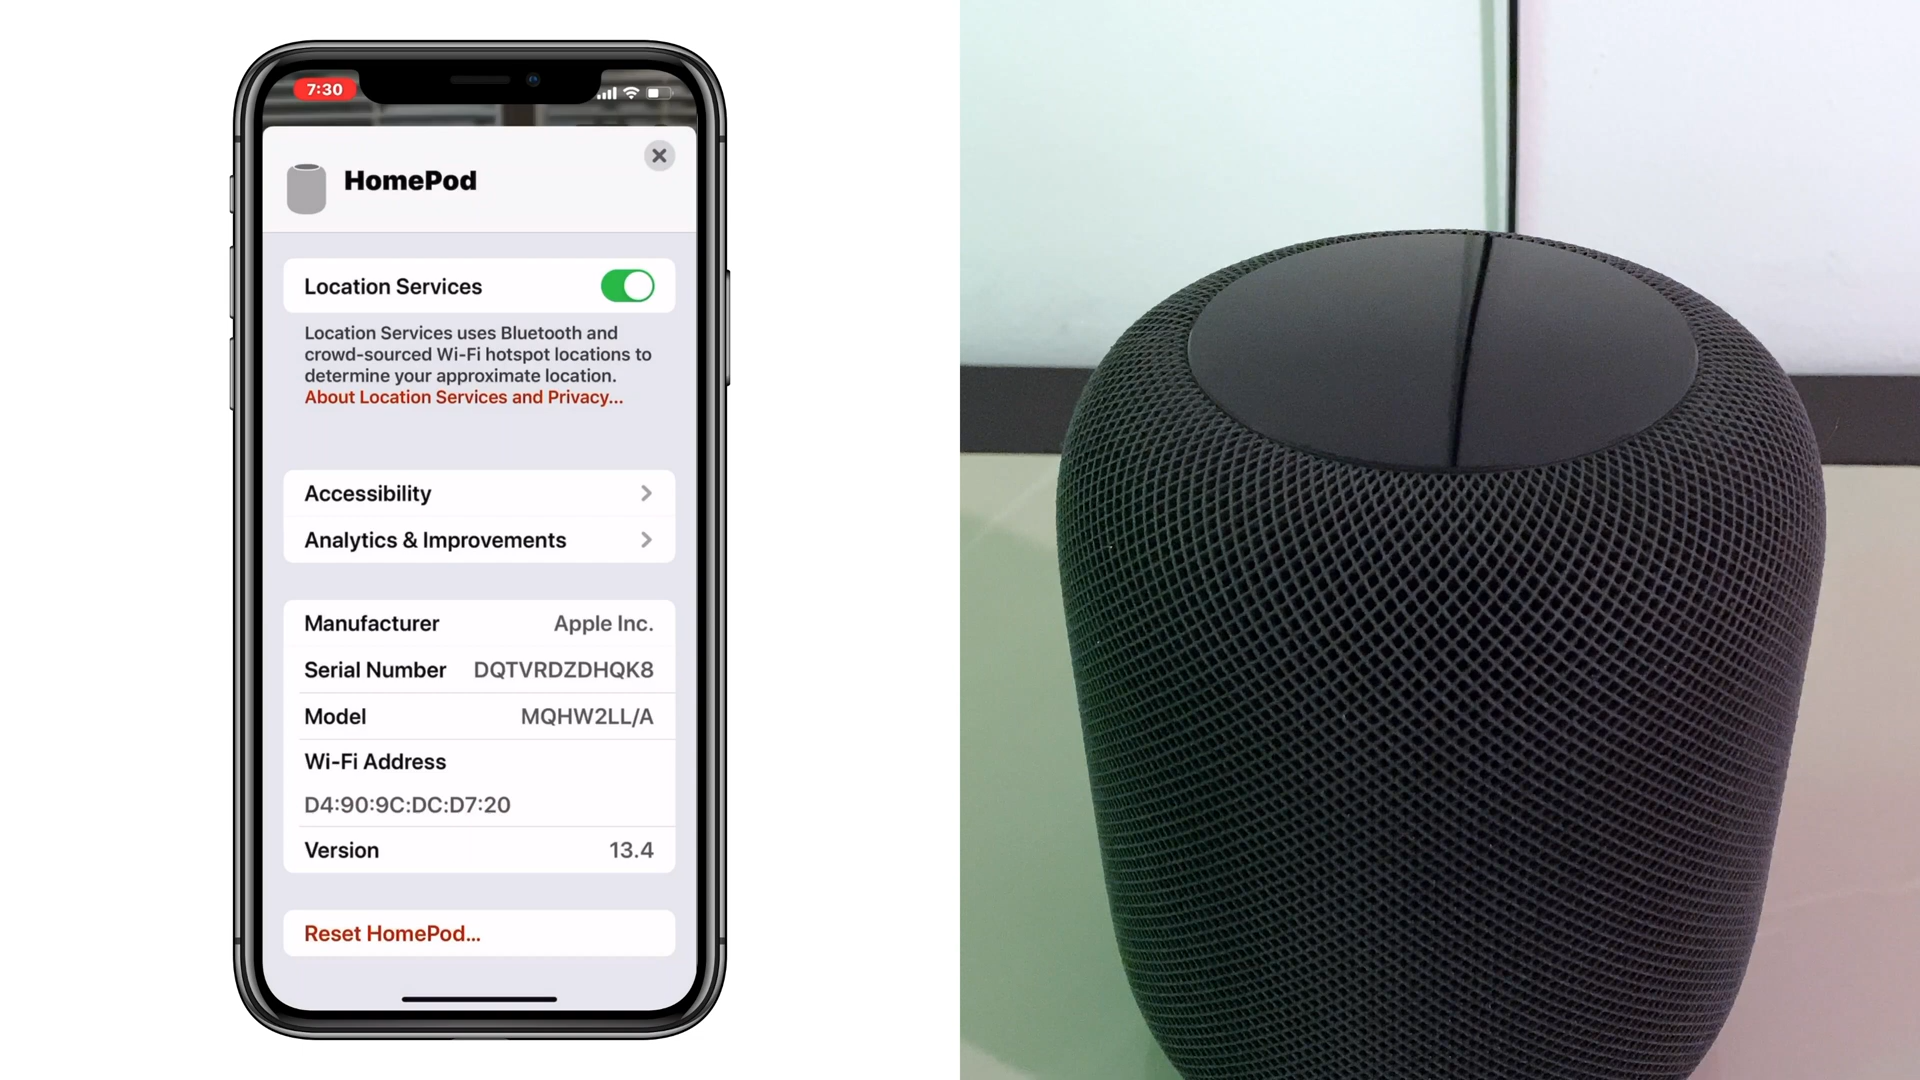 7:30
HomePod
Location Services
Location Services uses Bluetooth and
crowd-sourced Wi-Fi hotspot locations to
determine your approximate location.
About Location Services and Privacy...
Accessibility
Analytics & Improvements
Manufacturer Apple Inc.
Serial Number DQTVRDZDHQK8
Model MQHW2LL/A
Wi-Fi Address
D4:90:9C:DC:D7:20
Version 13.4
Reset HomePod...